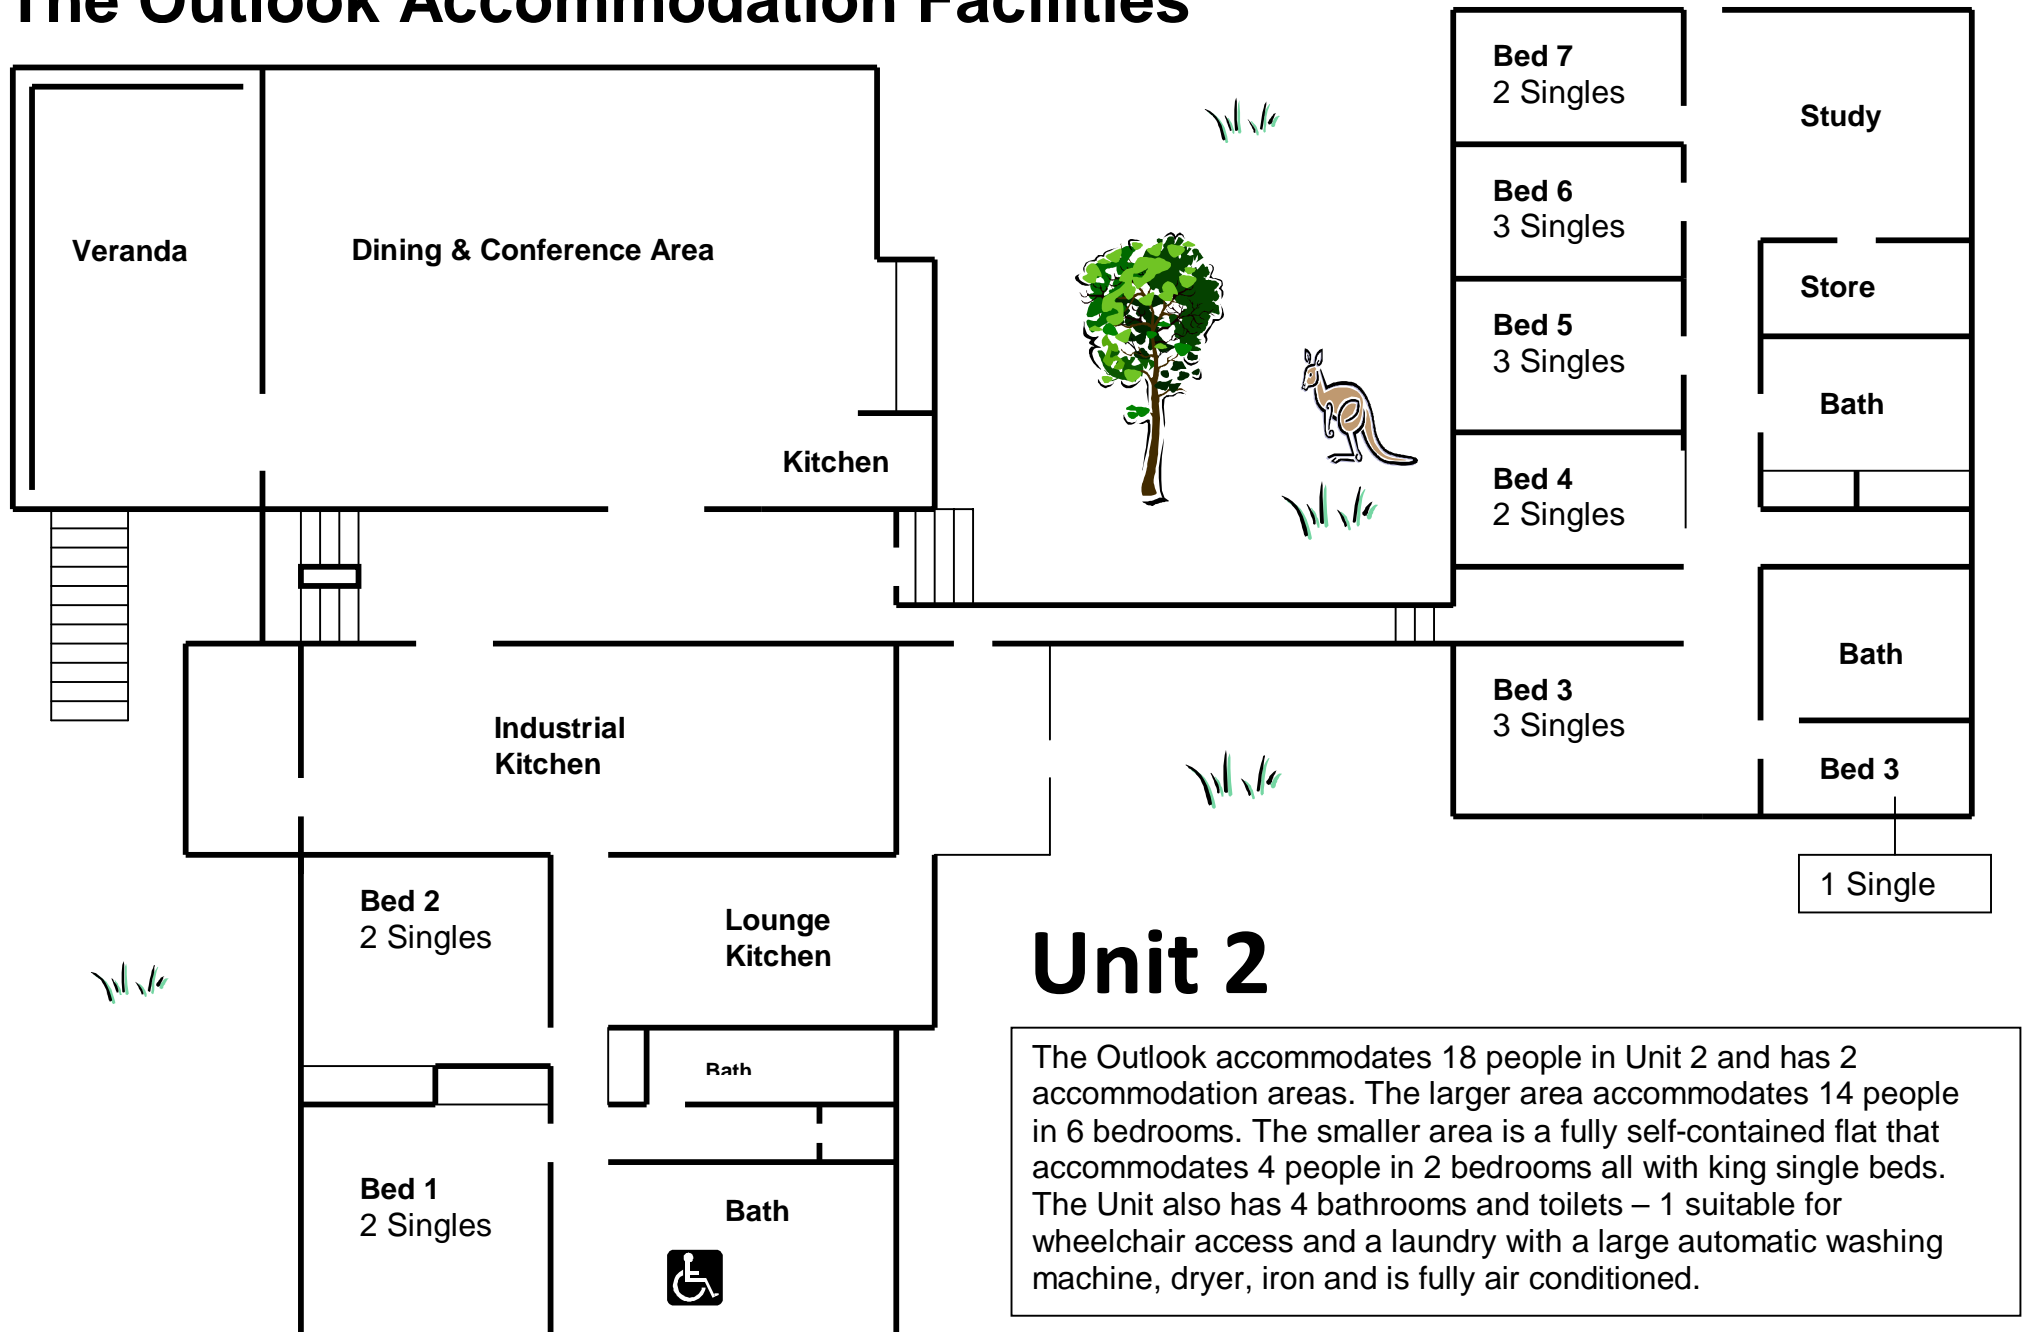 The Outlook Accommodation Facilities
Bed 7
2 Singles
Study
Bed 6
3 Singles
Veranda
Dining & Conference Area
Store
Bed 5
3 Singles
Bath
Kitchen
Bed 4
2 Singles
Bath
Bed 3
3 Singles
Industrial
Kitchen
Bed 3
1 Single
Bed 2
2 Singles
Lounge
Kitchen
Unit 2
Bath
The Outlook accommodates 18 people in Unit 2 and has 2
accommodation areas. The larger area accommodates 14 people
in 6 bedrooms. The smaller area is a fully self-contained flat that
accommodates 4 people in 2 bedrooms all with king single beds.
The Unit also has 4 bathrooms and toilets – 1 suitable for
wheelchair access and a laundry with a large automatic washing
machine, dryer, iron and is fully air conditioned.
Bed 1
2 Singles
Bath